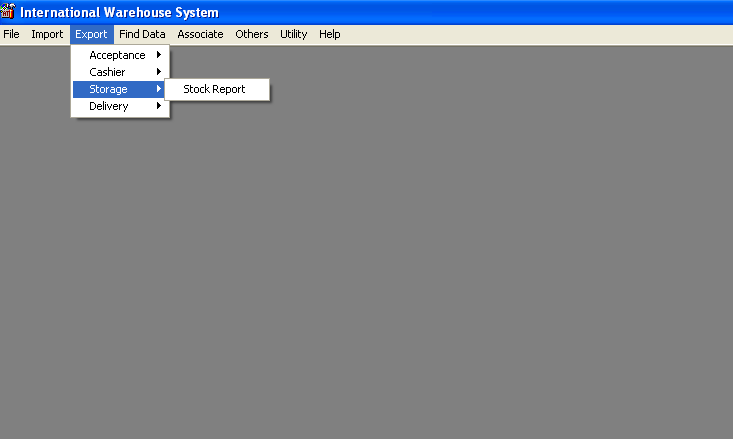 International Warehouse System
File Import Export Find Data Associate Others Utility Help
Acceptance
Cashier
Storage Stock Report
Delivery